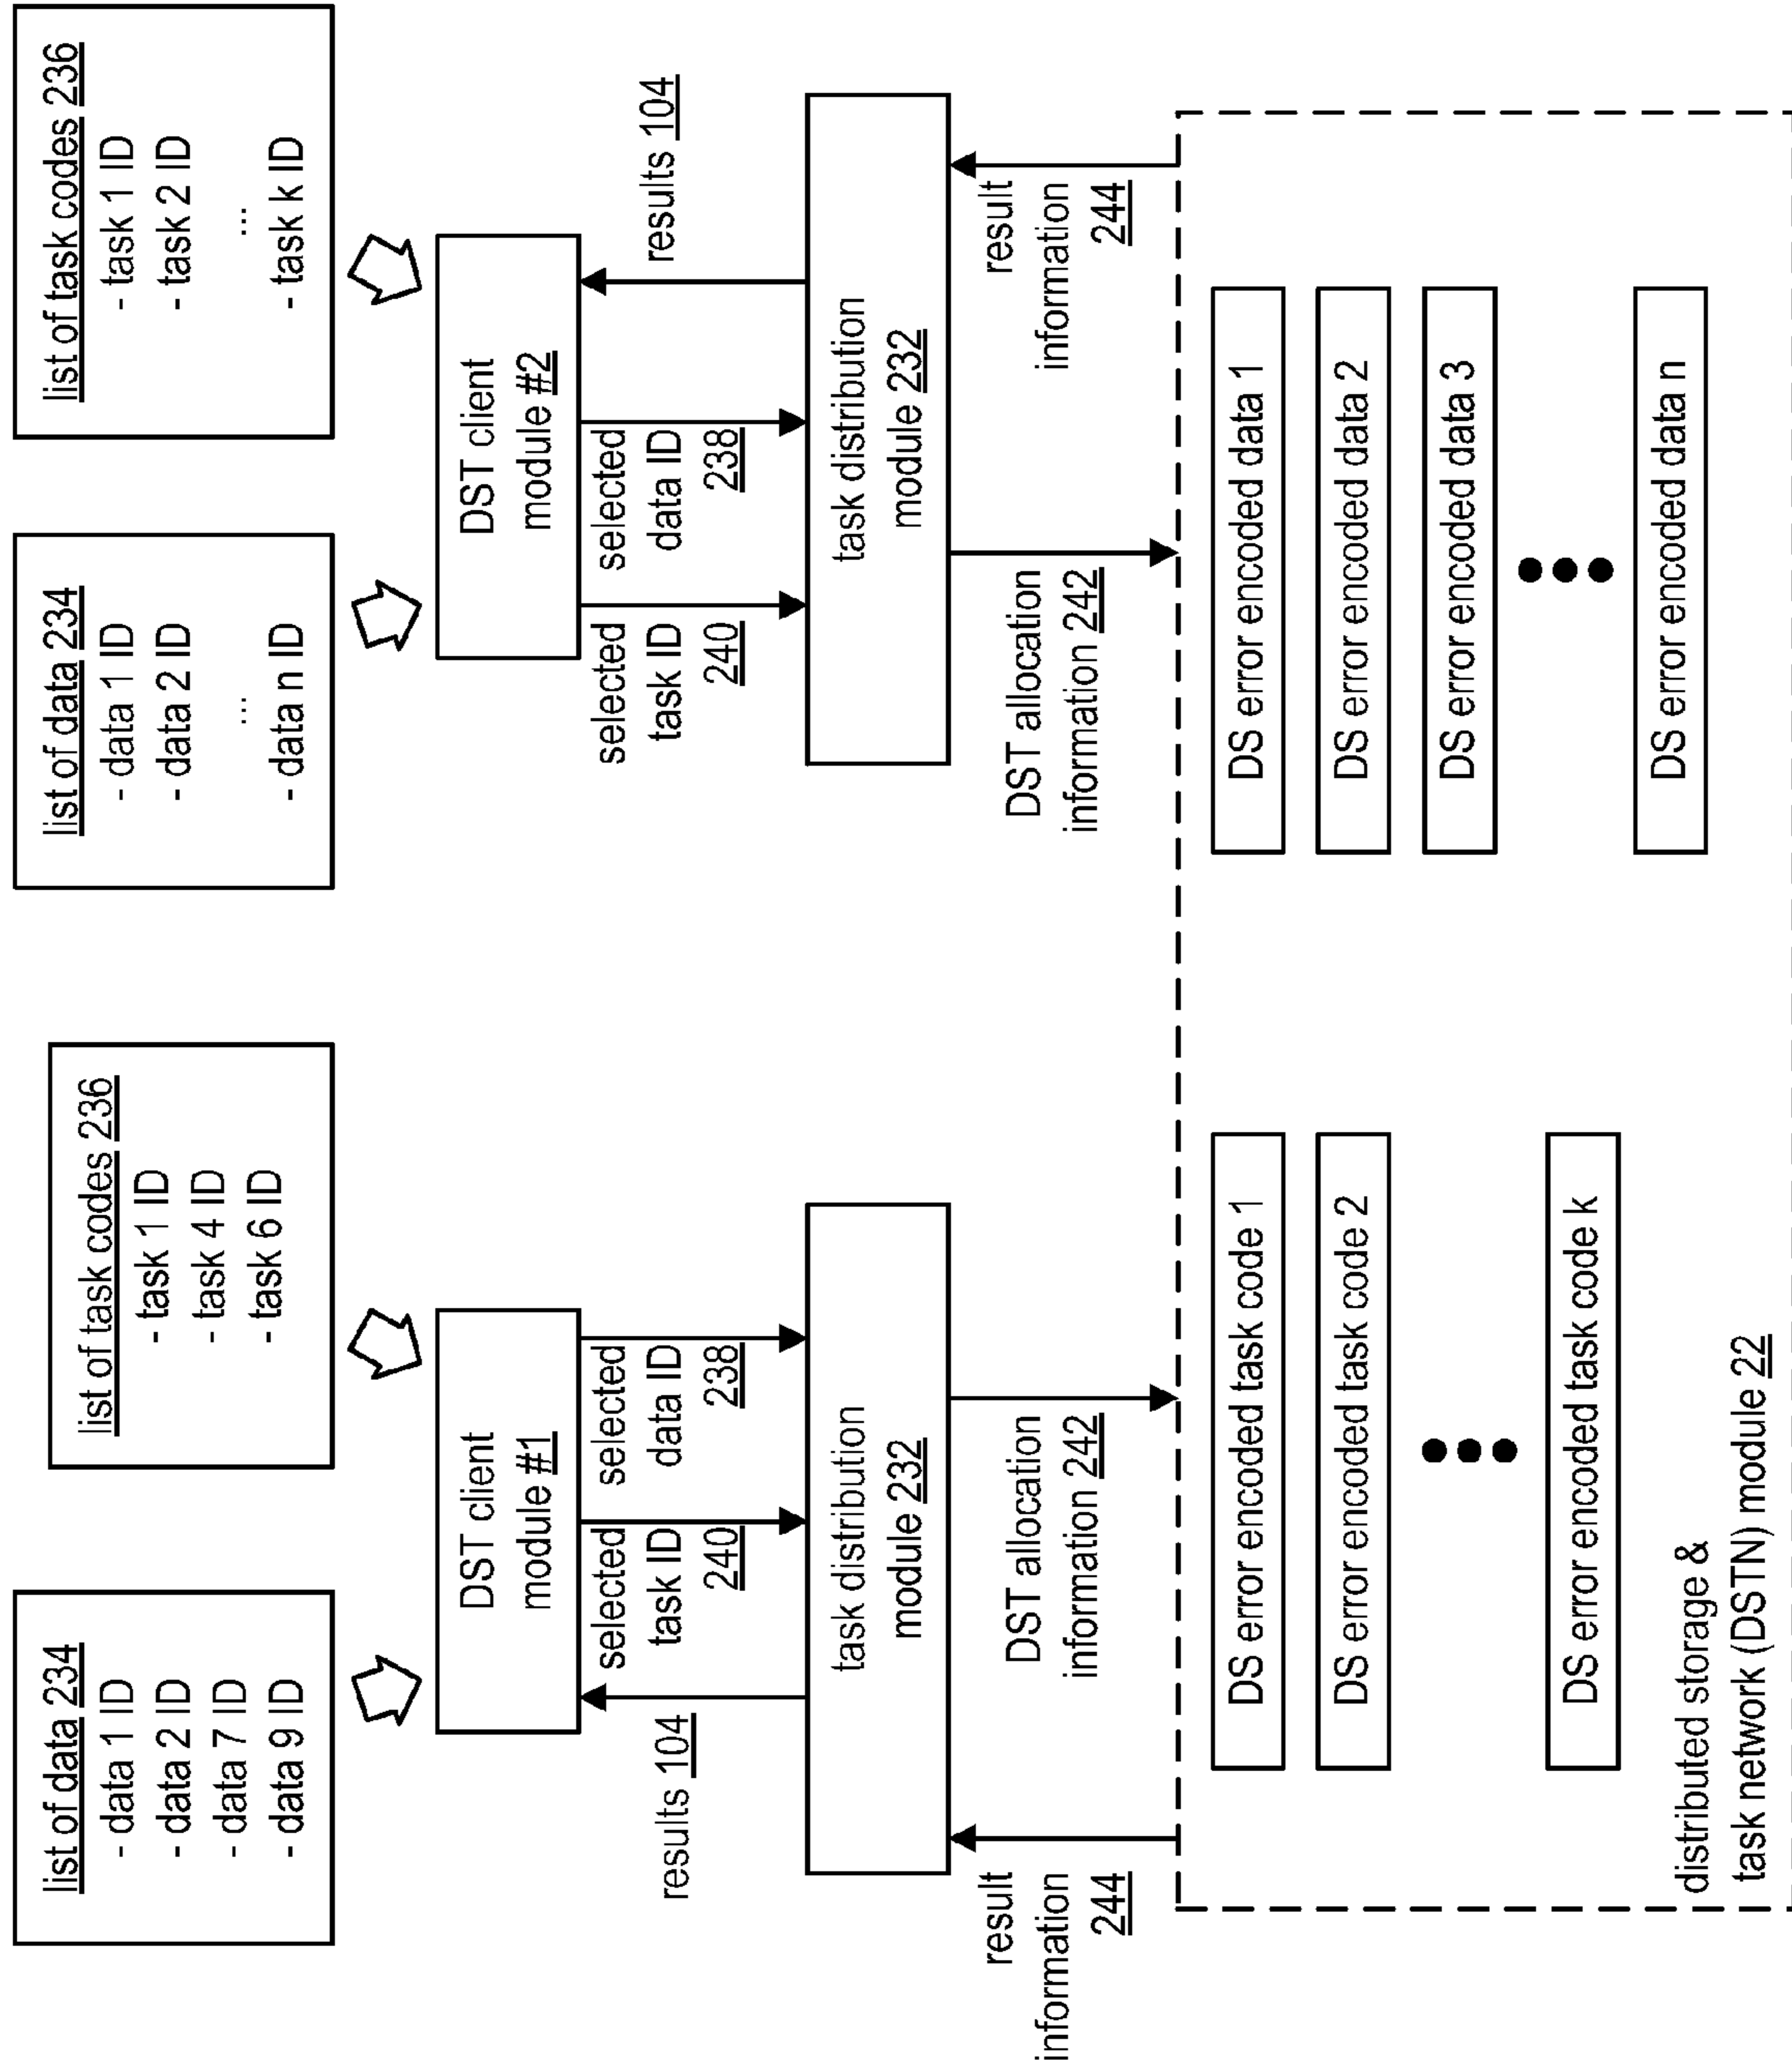 list of data 234
- data 1 ID
- data 2 ID
- data 7 ID
- data 9 ID
list of task codes 236
- task 1 ID
- task 4 ID
- task 6 ID
list of data 234
- data 1 ID
- data 2 ID
...
- data n ID
list of task codes 236
- task 1 ID
- task 2 ID
...
- task k ID
DST client
module #1
DST client
module #2
results 104
selected
task ID
240
selected
data ID
238
selected
task ID
240
selected
data ID
238
results 104
task distribution
module 232
task distribution
module 232
result
information
244
DST allocation
information 242
DST allocation
information 242
result
information
244
DS error encoded task code 1
DS error encoded task code 2
DS error encoded task code k
DS error encoded data 1
DS error encoded data 2
DS error encoded data 3
DS error encoded data n
distributed storage &
task network (DSTN) module 22